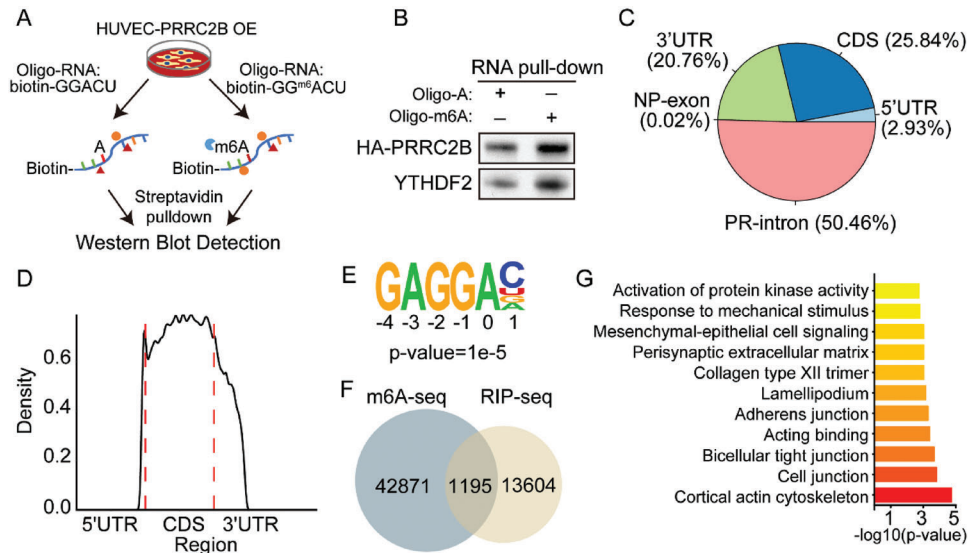 A
HUVEC-PRRC2B OE
Oligo-RNA:
biotin-GGACU
Oligo-RNA:
biotin-GGm6ACU
A
m6A
Biotin-
Biotin-
Streptavidin
pulldown
Western Blot Detection
B
RNA pull-down
Oligo-A: + –
Oligo-m6A: – +
HA-PRRC2B
YTHDF2
C
3'UTR
(20.76%)
CDS (25.84%)
NP-exon
(0.02%)
5'UTR
(2.93%)
PR-intron (50.46%)
D
Density
0.6
0.4
0.2
0.0
5'UTR CDS 3'UTR
Region
E
GAGGAC
U
G
A
-4 -3 -2 -1 0 1
p-value=1e-5
F
m6A-seq RIP-seq
42871 1195 13604
G
Activation of protein kinase activity
Response to mechanical stimulus
Mesenchymal-epithelial cell signaling
Perisynaptic extracellular matrix
Collagen type XII trimer
Lamellipodium
Adherens junction
Acting binding
Bicellular tight junction
Cell junction
Cortical actin cytoskeleton
1 3 5
-log10(p-value)